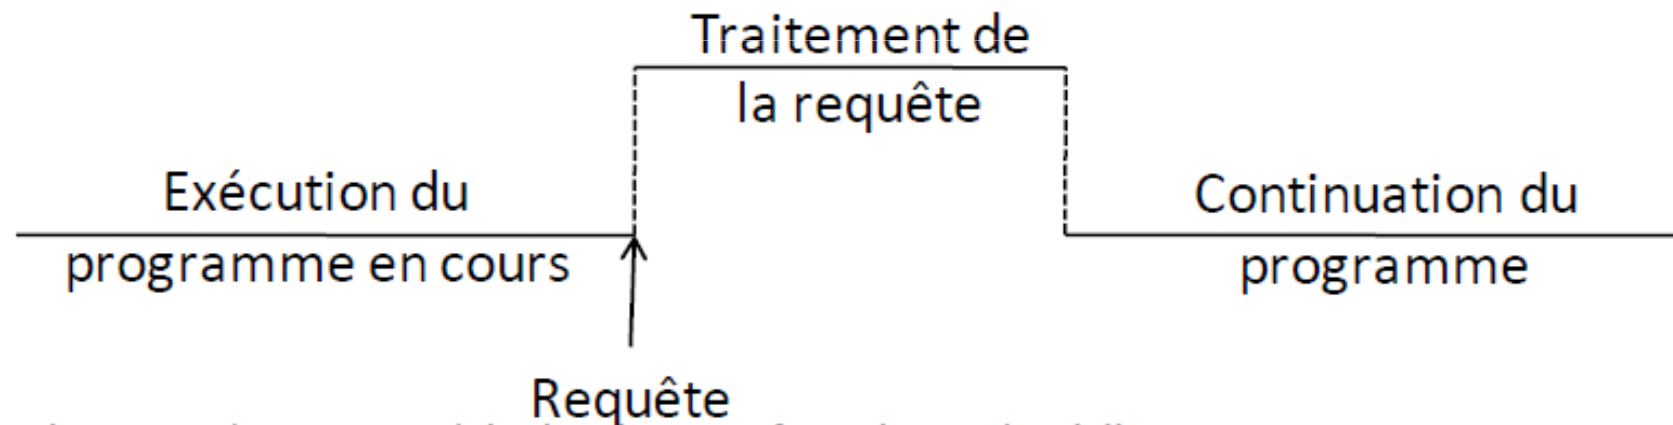 Traitement de
la requête
Exécution du
programme en cours
Continuation du
programme
Requête